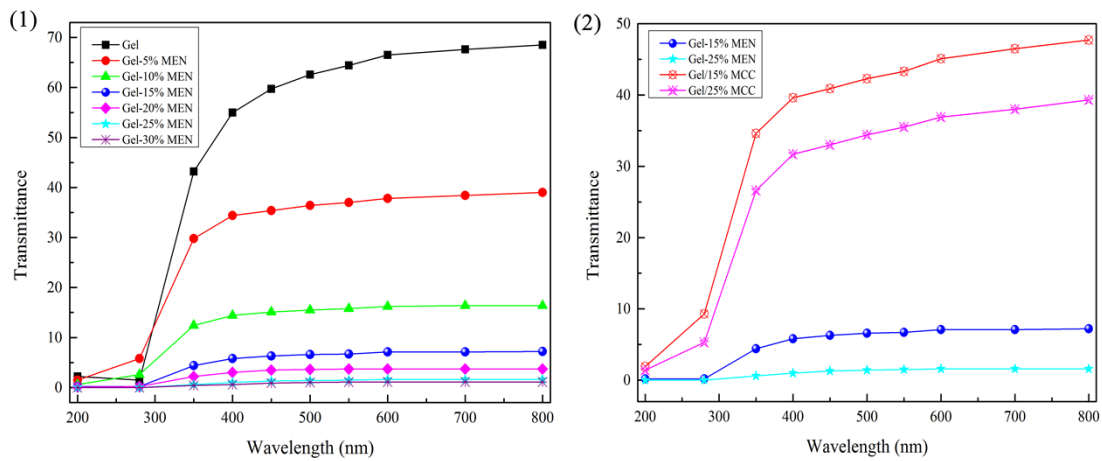 (1)
Gel
Gel-5% MEN
Gel-10% MEN
Gel-15% MEN
Gel-20% MEN
Gel-25% MEN
Gel-30% MEN
Transmittance
70
60
50
40
30
20
10
0
200 300 400 500 600 700 800
Wavelength (nm)
(2)
Gel-15% MEN
Gel-25% MEN
Gel/15% MCC
Gel/25% MCC
Transmittance
50
40
30
20
10
0
200 300 400 500 600 700 800
Wavelength (nm)